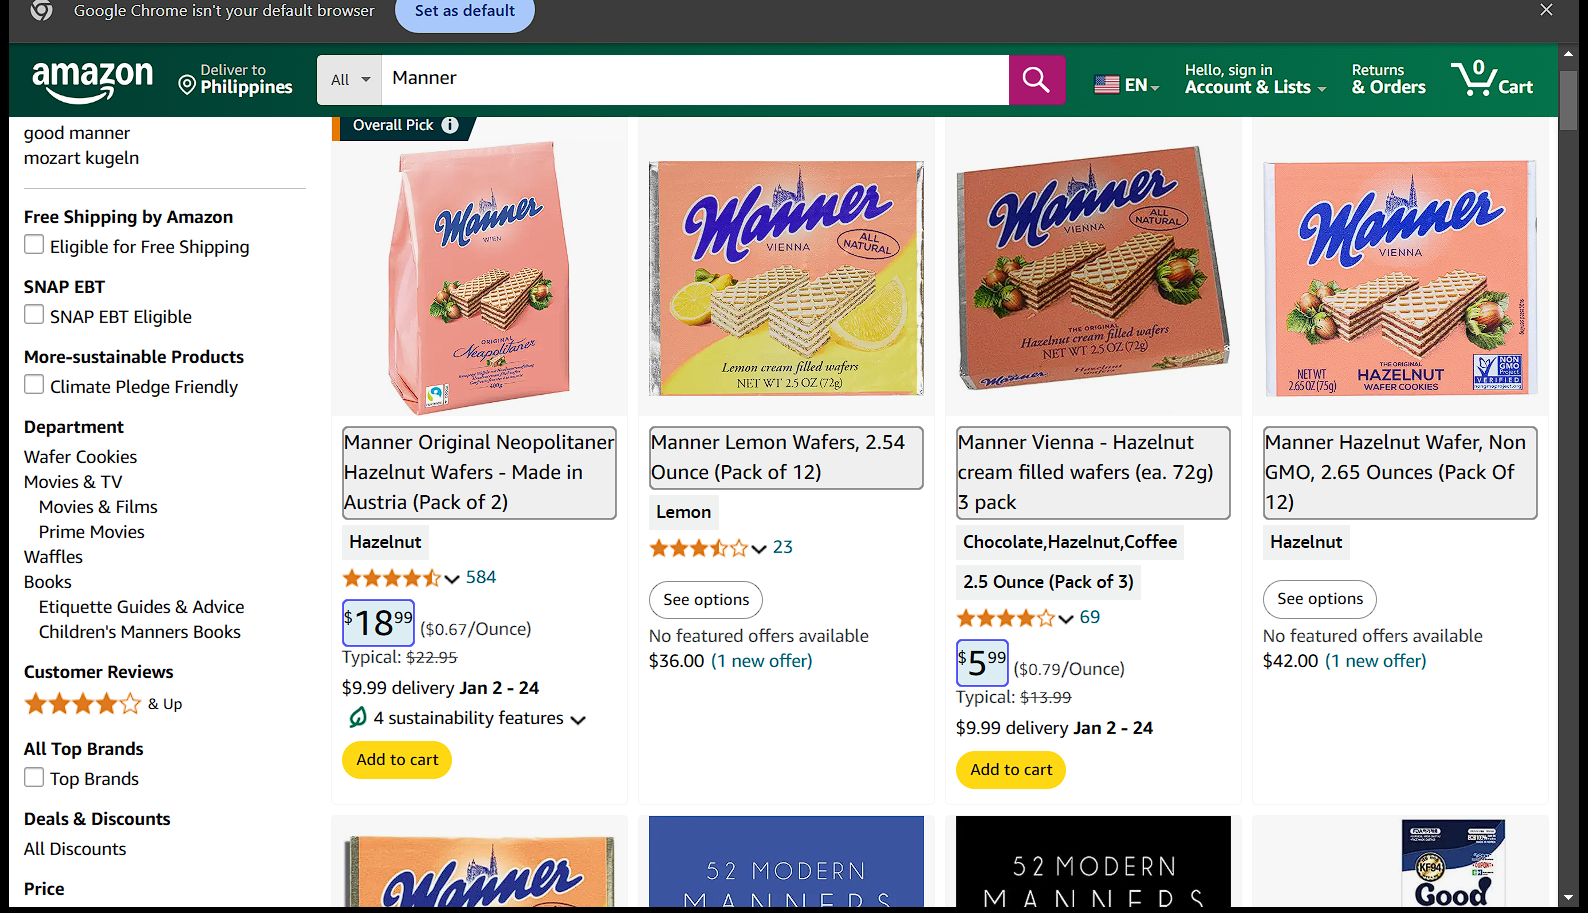 Google Chrome isn't your default browser
Set as default
amazon
Deliver to
Philippines
All
Manner
EN
Hello, sign in
Account & Lists
Returns
& Orders
0
Cart
good manner
mozart kugeln
Free Shipping by Amazon
Eligible for Free Shipping
SNAP EBT
SNAP EBT Eligible
More-sustainable Products
Climate Pledge Friendly
Department
Wafer Cookies
Movies & TV
Movies & Films
Prime Movies
Waffles
Books
Etiquette Guides & Advice
Children's Manners Books
Customer Reviews
& Up
All Top Brands
Top Brands
Deals & Discounts
All Discounts
Price
Overall Pick
Manner
WIEN
ORIGINAL
Neapolitaner
400g
Manner Original Neopolitaner
Hazelnut Wafers - Made in
Austria (Pack of 2)
Hazelnut
584
$18.99 ($0.67/Ounce)
Typical: $22.95
$9.99 delivery Jan 2 - 24
4 sustainability features
Add to cart
Manner
VIENNA
ALL
NATURAL
Lemon cream filled wafers
NET WT 2.5 OZ (72g)
Manner Lemon Wafers, 2.54
Ounce (Pack of 12)
Lemon
23
See options
No featured offers available
$36.00 (1 new offer)
Manner
VIENNA
ALL
NATURAL
THE ORIGINAL
Hazelnut cream filled wafers
NET WT 2.5 OZ (72g)
Manner
Manner Vienna - Hazelnut
cream filled wafers (ea. 72g)
3 pack
Chocolate,Hazelnut,Coffee
2.5 Ounce (Pack of 3)
69
$5.99 ($0.79/Ounce)
Typical: $13.99
$9.99 delivery Jan 2 - 24
Add to cart
Manner
VIENNA
NET WT
2.65 OZ (75g)
THE ORIGINAL
HAZELNUT
WAFER COOKIES
NON
GMO
Project
VERIFIED
nongmoproject.org
Manner Hazelnut Wafer, Non
GMO, 2.65 Ounces (Pack Of
12)
Hazelnut
See options
No featured offers available
$42.00 (1 new offer)
Manner
52 MODERN
MANNERS
52 MODERN
MANNERS
KF94
Good